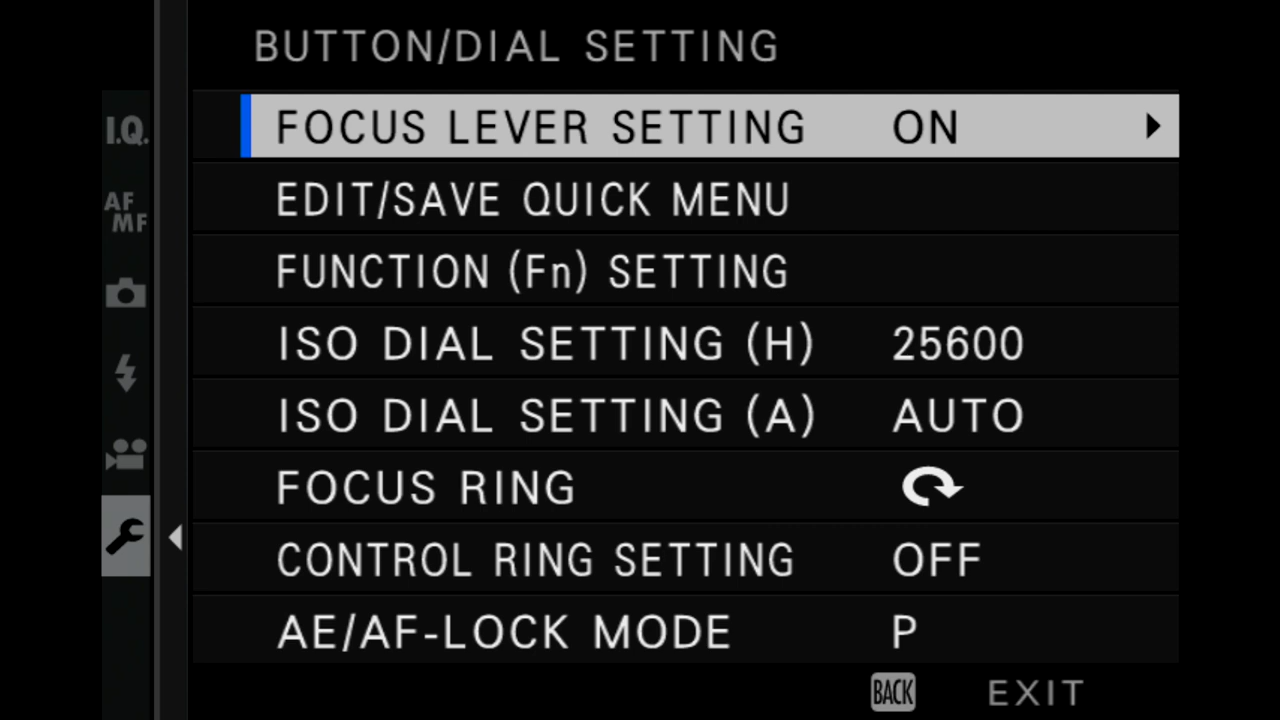 BUTTON/DIAL SETTING
I.Q.
FOCUS LEVER SETTING ON
EDIT/SAVE QUICK MENU
AF
MF
FUNCTION (Fn) SETTING
ISO DIAL SETTING (H) 25600
ISO DIAL SETTING (A) AUTO
FOCUS RING
CONTROL RING SETTING OFF
AE/AF-LOCK MODE P
BACK EXIT